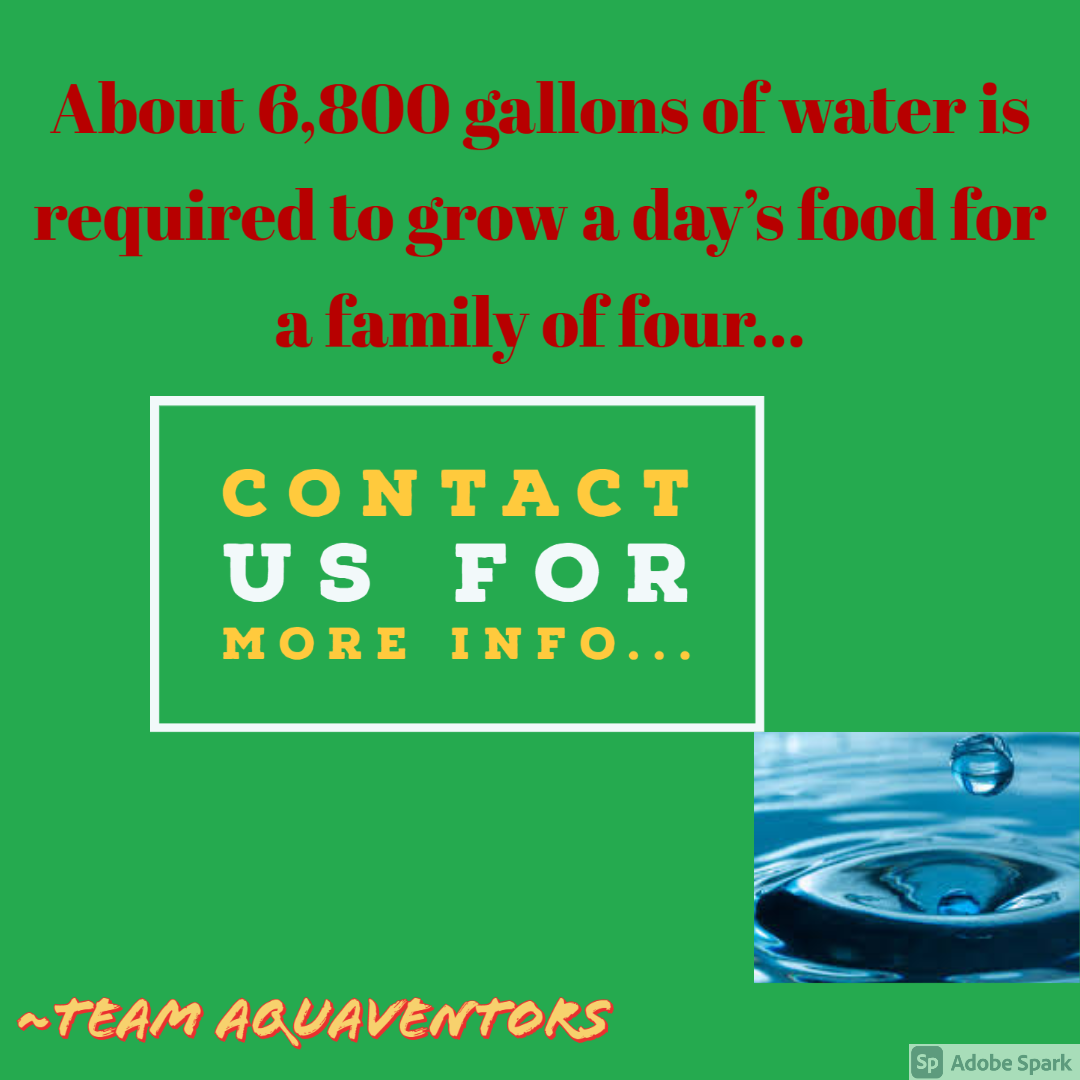 About 6,800 gallons of water is
required to grow a day’s food for
a family of four...
CONTACT
US FOR
MORE INFO...
~TEAM AQUAVENTORS
Sp Adobe Spark